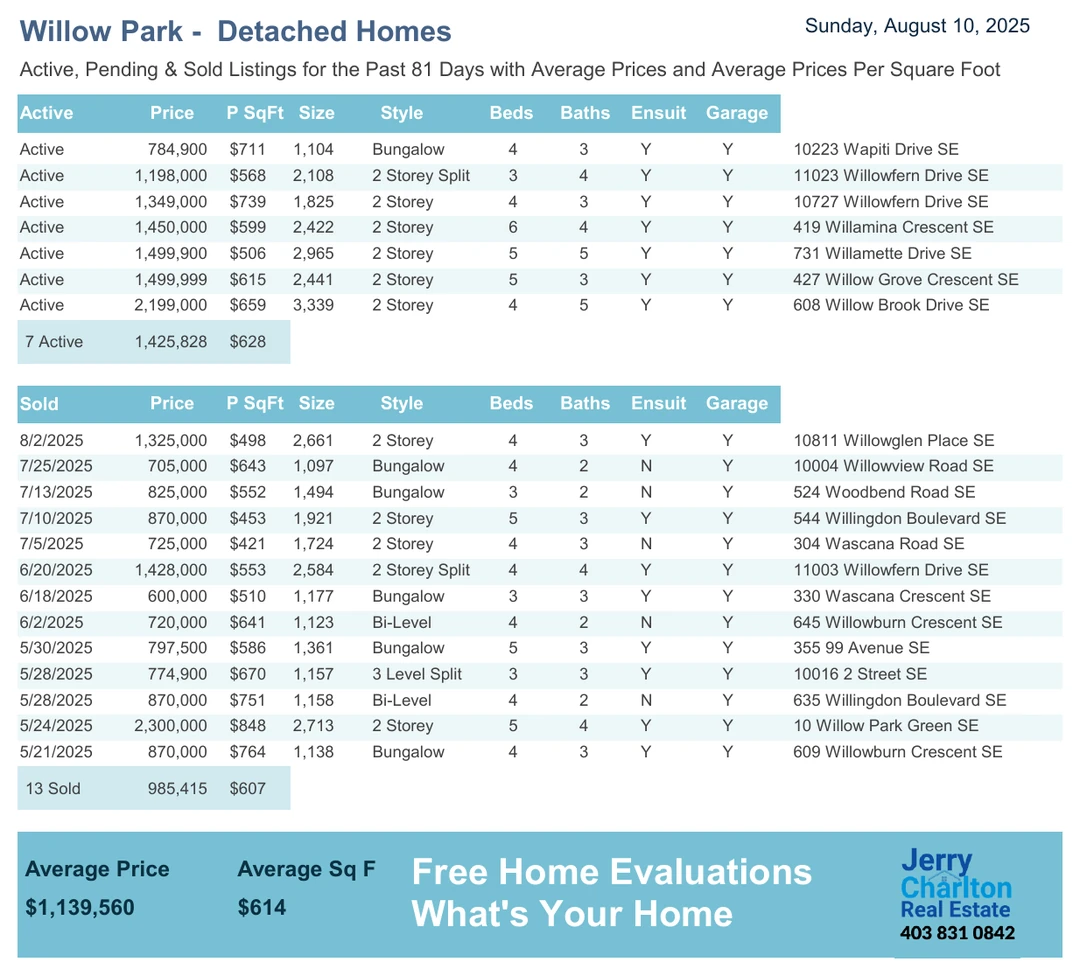 Willow Park - Detached Homes
Sunday, August 10, 2025
Active, Pending & Sold Listings for the Past 81 Days with Average Prices and Average Prices Per Square Foot
Active Price P SqFt Size Style Beds Baths Ensuit Garage
Active 784,900 $711 1,104 Bungalow 4 3 Y Y 10223 Wapiti Drive SE
Active 1,198,000 $568 2,108 2 Storey Split 3 4 Y Y 11023 Willowfern Drive SE
Active 1,349,000 $739 1,825 2 Storey 4 3 Y Y 10727 Willowfern Drive SE
Active 1,450,000 $599 2,422 2 Storey 6 4 Y Y 419 Willamina Crescent SE
Active 1,499,900 $506 2,965 2 Storey 5 5 Y Y 731 Willamette Drive SE
Active 1,499,999 $615 2,441 2 Storey 5 3 Y Y 427 Willow Grove Crescent SE
Active 2,199,000 $659 3,339 2 Storey 4 5 Y Y 608 Willow Brook Drive SE
7 Active 1,425,828 $628
Sold Price P SqFt Size Style Beds Baths Ensuit Garage
8/2/2025 1,325,000 $498 2,661 2 Storey 4 3 Y Y 10811 Willowglen Place SE
7/25/2025 705,000 $643 1,097 Bungalow 4 2 N Y 10004 Willowview Road SE
7/13/2025 825,000 $552 1,494 Bungalow 3 2 N Y 524 Woodbend Road SE
7/10/2025 870,000 $453 1,921 2 Storey 5 3 Y Y 544 Willingdon Boulevard SE
7/5/2025 725,000 $421 1,724 2 Storey 4 3 N Y 304 Wascana Road SE
6/20/2025 1,428,000 $553 2,584 2 Storey Split 4 4 Y Y 11003 Willowfern Drive SE
6/18/2025 600,000 $510 1,177 Bungalow 3 3 Y Y 330 Wascana Crescent SE
6/2/2025 720,000 $641 1,123 Bi-Level 4 2 N Y 645 Willowburn Crescent SE
5/30/2025 797,500 $586 1,361 Bungalow 5 3 Y Y 355 99 Avenue SE
5/28/2025 774,900 $670 1,157 3 Level Split 3 3 Y Y 10016 2 Street SE
5/28/2025 870,000 $751 1,158 Bi-Level 4 2 N Y 635 Willingdon Boulevard SE
5/24/2025 2,300,000 $848 2,713 2 Storey 5 4 Y Y 10 Willow Park Green SE
5/21/2025 870,000 $764 1,138 Bungalow 4 3 Y Y 609 Willowburn Crescent SE
13 Sold 985,415 $607
Average Price Average Sq F
$1,139,560 $614
Free Home Evaluations
What's Your Home
Jerry
Charlton
Real Estate
403 831 0842